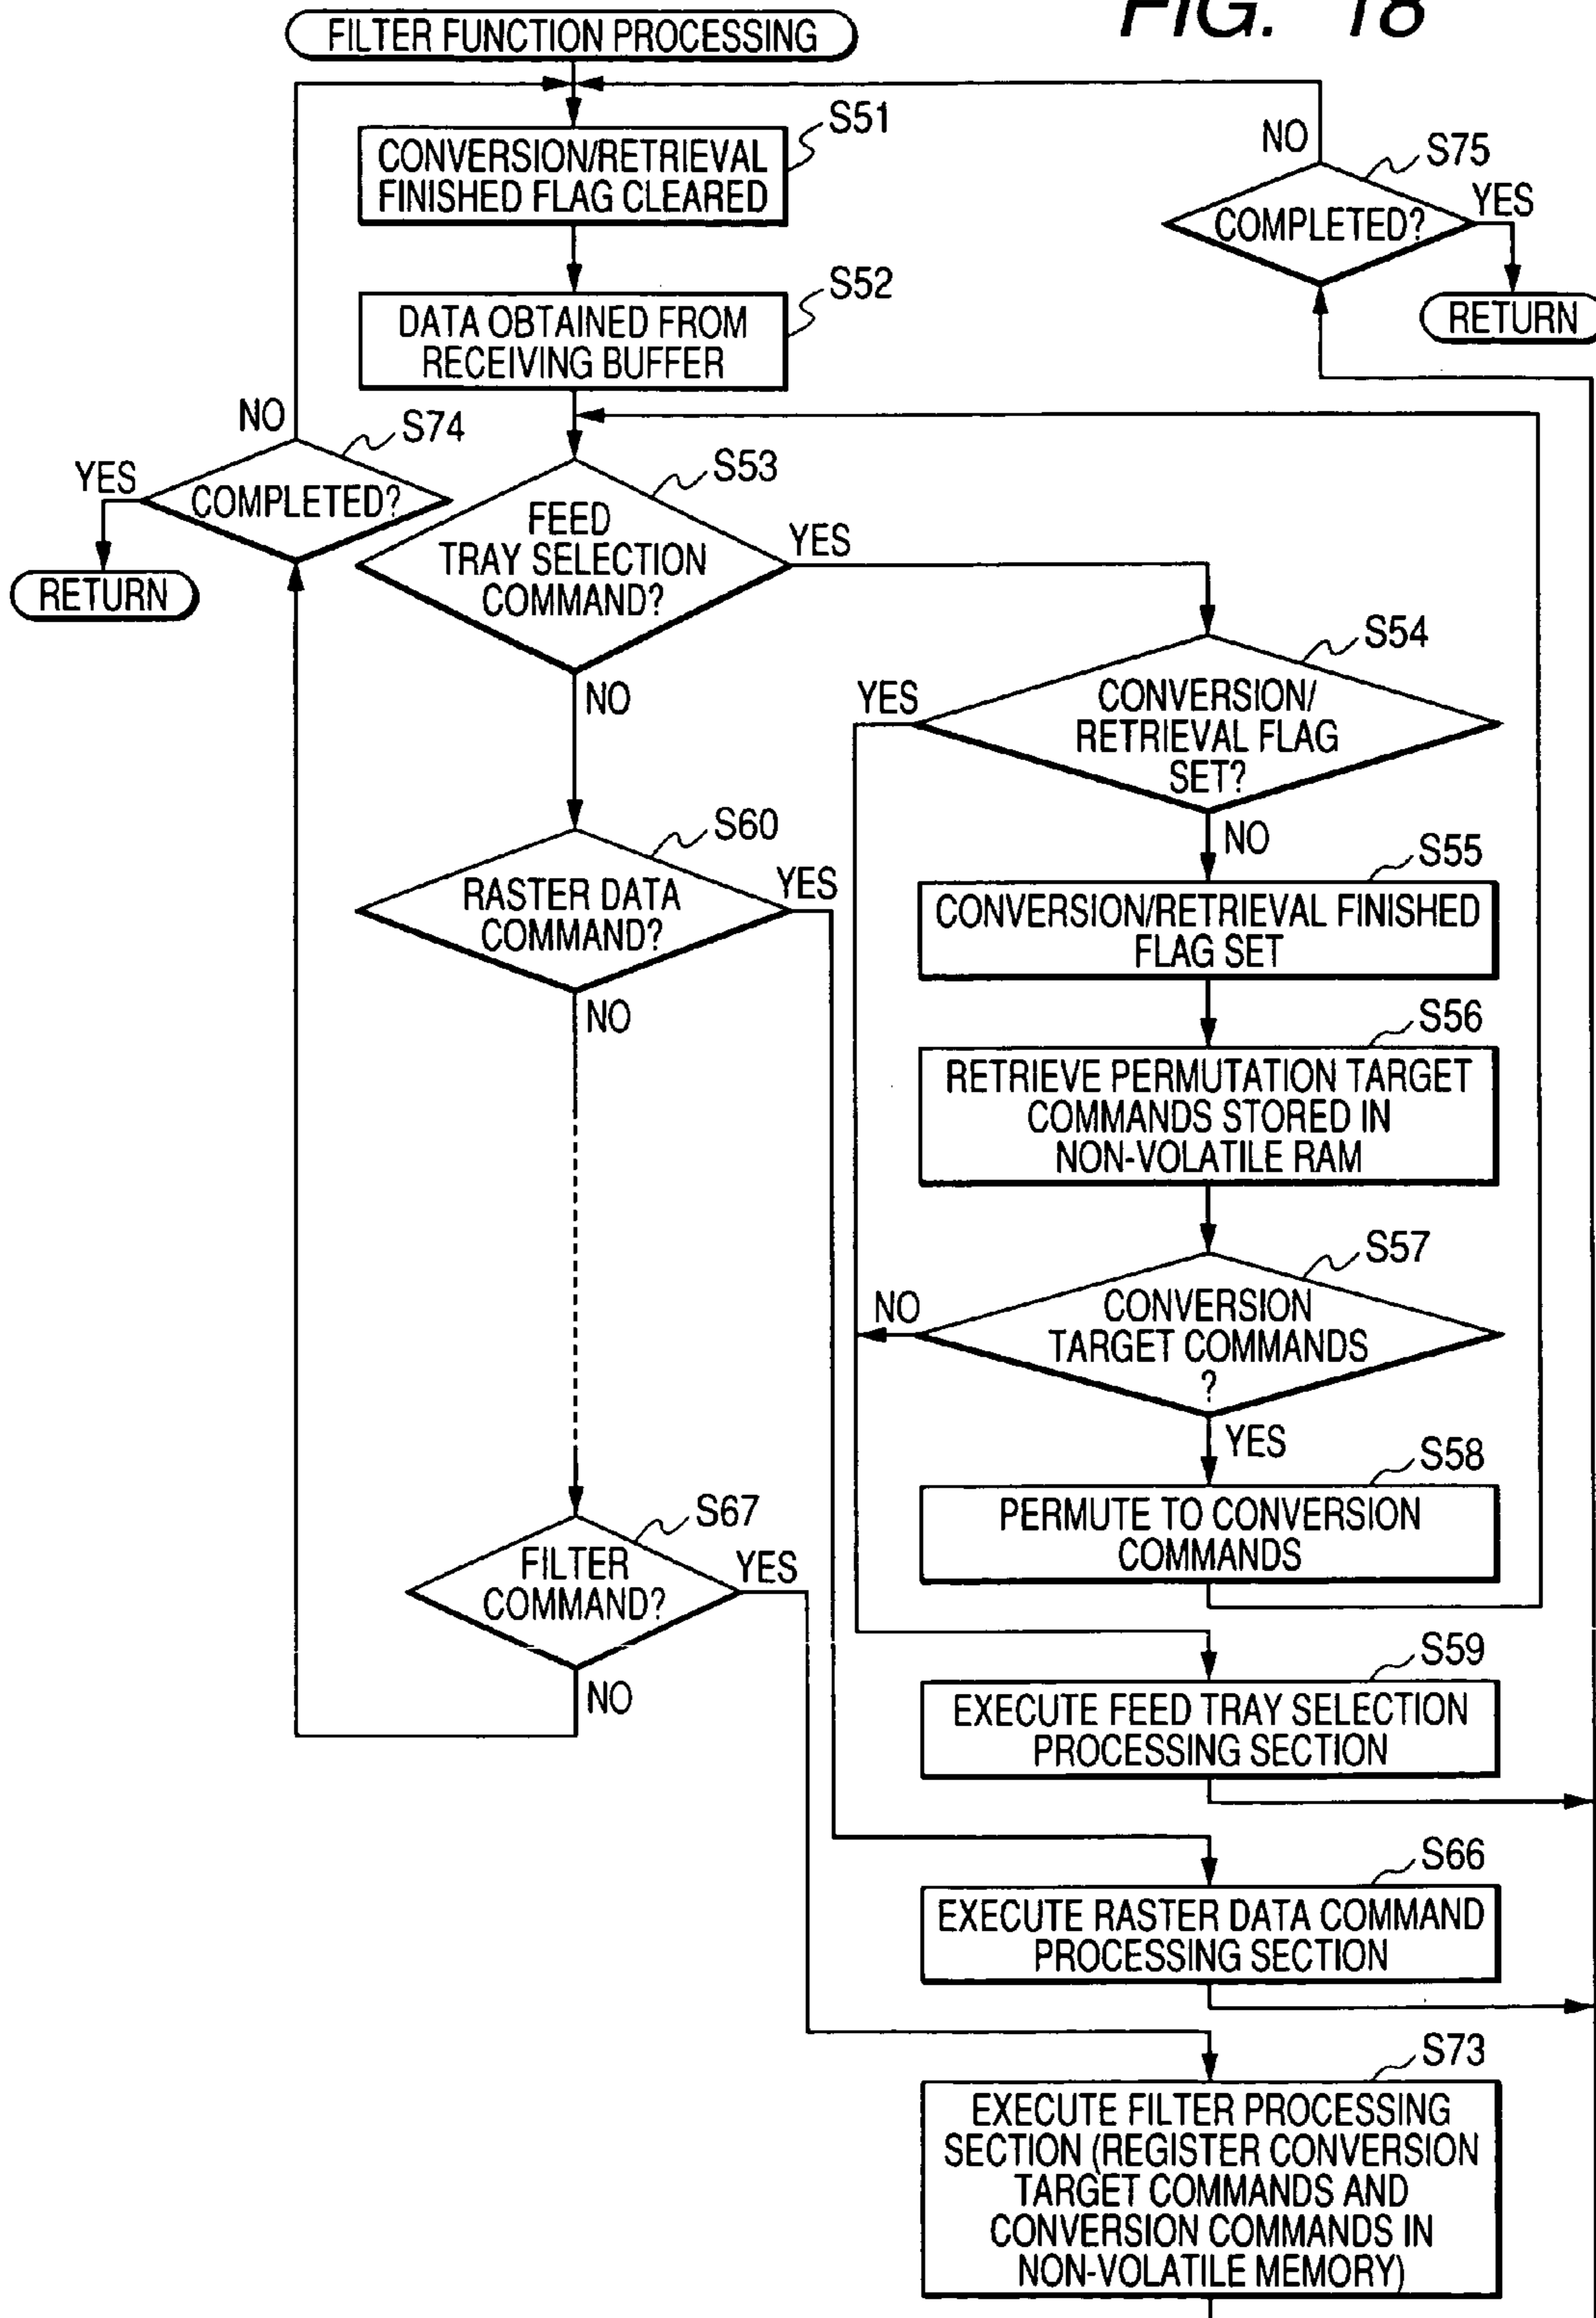 FIG. 18
FILTER FUNCTION PROCESSING
S51
CONVERSION/RETRIEVAL
FINISHED FLAG CLEARED
NO
S75
COMPLETED?
YES
RETURN
S52
DATA OBTAINED FROM
RECEIVING BUFFER
NO
S74
YES
COMPLETED?
RETURN
S53
FEED
TRAY SELECTION
COMMAND?
YES
NO
S54
YES
CONVERSION/
RETRIEVAL FLAG
SET?
NO
S60
RASTER DATA
COMMAND?
YES
NO
S55
CONVERSION/RETRIEVAL FINISHED
FLAG SET
S56
RETRIEVE PERMUTATION TARGET
COMMANDS STORED IN
NON-VOLATILE RAM
S57
NO
CONVERSION
TARGET COMMANDS
?
YES
S58
PERMUTE TO CONVERSION
COMMANDS
S67
FILTER
COMMAND?
YES
NO
S59
EXECUTE FEED TRAY SELECTION
PROCESSING SECTION
S66
EXECUTE RASTER DATA COMMAND
PROCESSING SECTION
S73
EXECUTE FILTER PROCESSING
SECTION (REGISTER CONVERSION
TARGET COMMANDS AND
CONVERSION COMMANDS IN
NON-VOLATILE MEMORY)